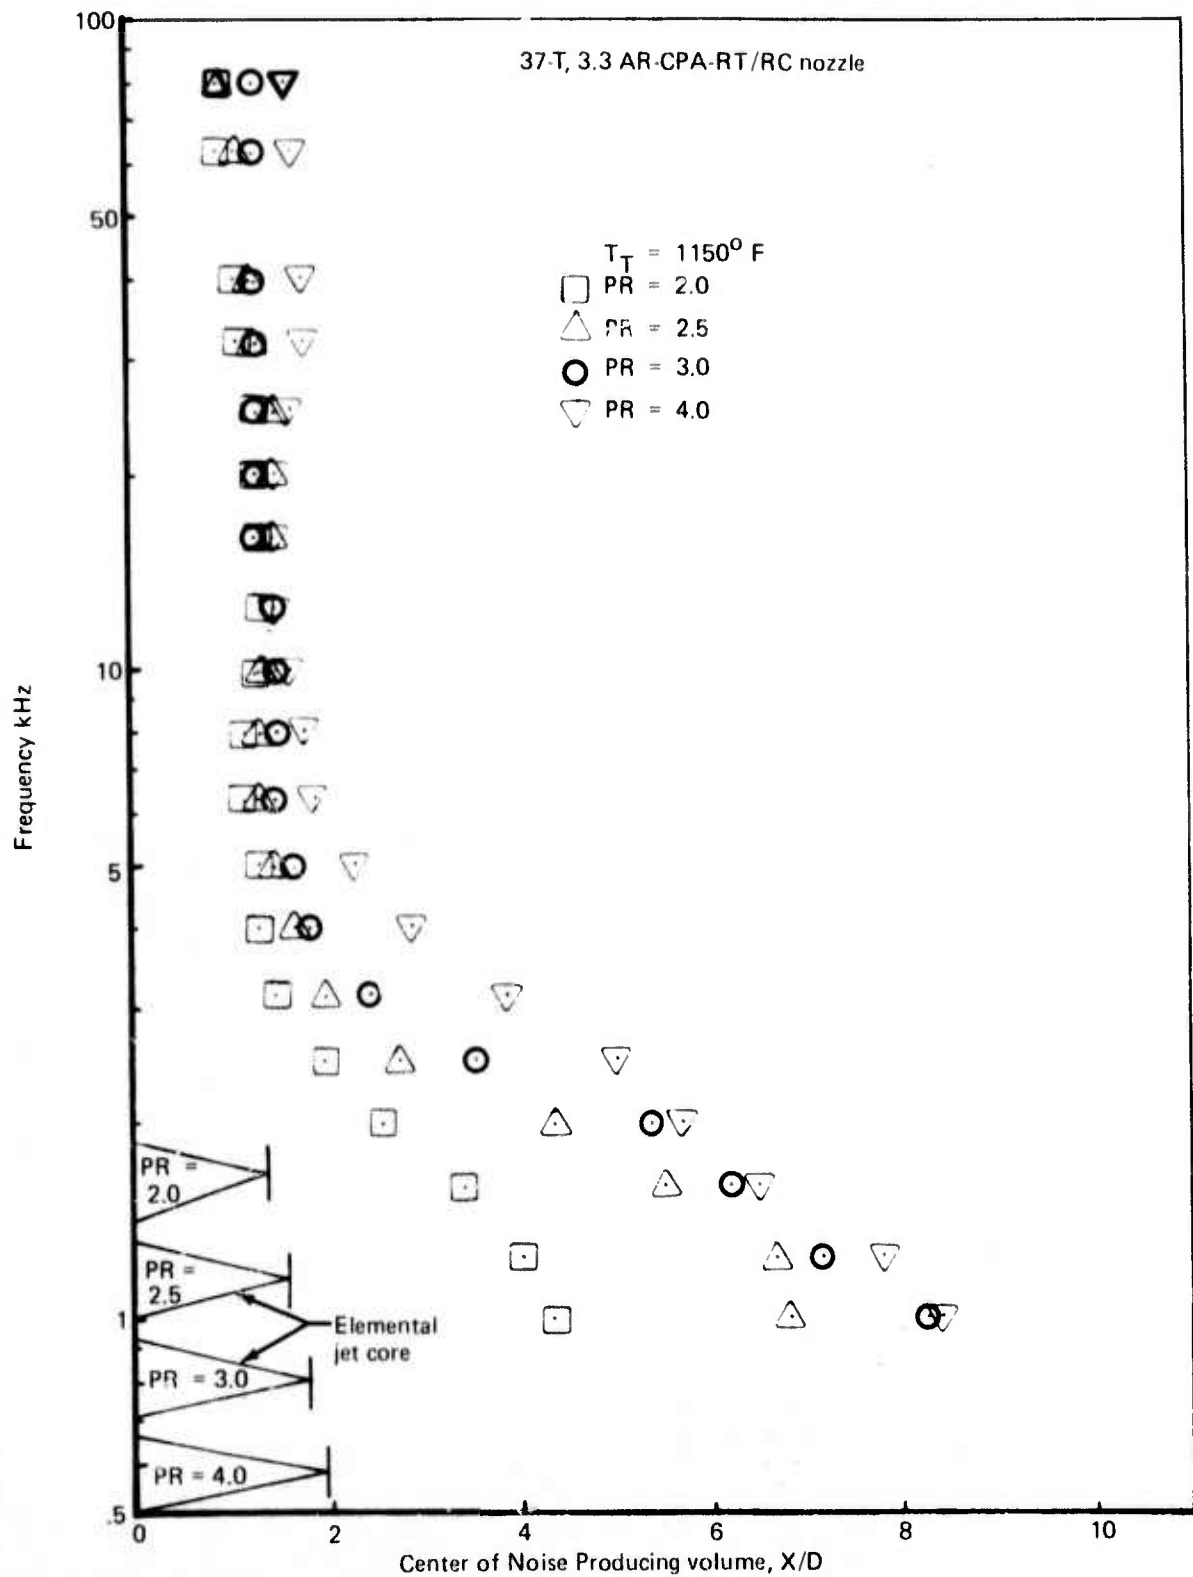 100
37-T, 3.3 AR-CPA-RT/RC nozzle
50
T_T = 1150° F
PR = 2.0
PR = 2.5
PR = 3.0
PR = 4.0
10
Frequency kHz
5
PR =
2.0
PR =
2.5
1
Elemental
jet core
PR = 3.0
PR = 4.0
.5
0 2 4 6 8 10
Center of Noise Producing volume, X/D